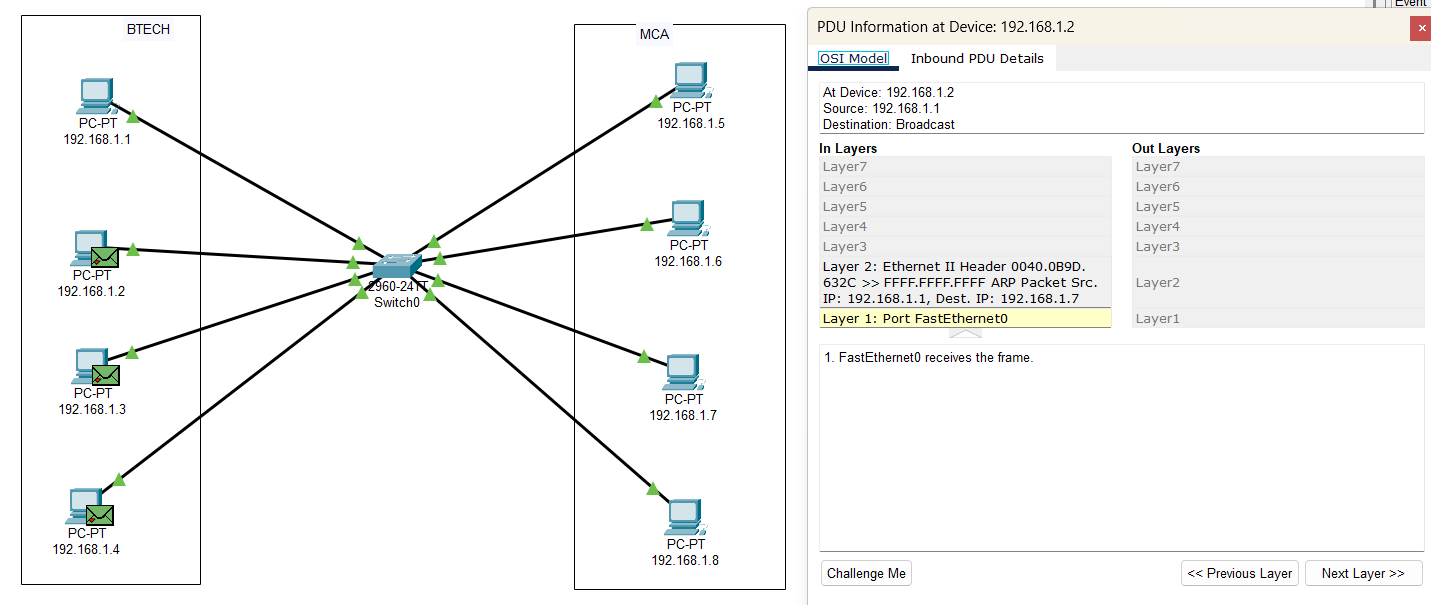 BTECH
PC-PT
192.168.1.1
PC-PT
192.168.1.2
PC-PT
192.168.1.3
PC-PT
192.168.1.4
2960-24TT
Switch0
MCA
PC-PT
192.168.1.5
PC-PT
192.168.1.6
PC-PT
192.168.1.7
PC-PT
192.168.1.8
Event
PDU Information at Device: 192.168.1.2
OSI Model Inbound PDU Details
At Device: 192.168.1.2
Source: 192.168.1.1
Destination: Broadcast
In Layers
Layer7
Layer6
Layer5
Layer4
Layer3
Layer 2: Ethernet II Header 0040.0B9D.
632C >> FFFF.FFFF.FFFF ARP Packet Src.
IP: 192.168.1.1, Dest. IP: 192.168.1.7
Layer 1: Port FastEthernet0
Out Layers
Layer7
Layer6
Layer5
Layer4
Layer3
Layer2
Layer1
1. FastEthernet0 receives the frame.
Challenge Me
<< Previous Layer
Next Layer >>